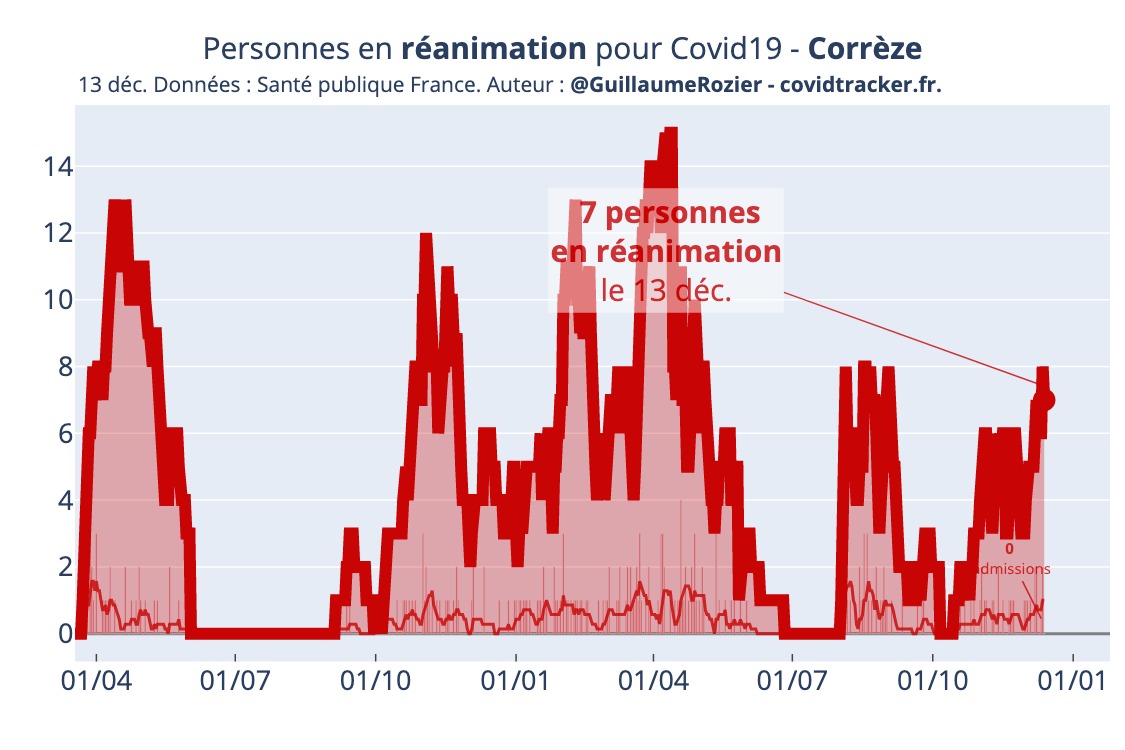 Personnes en réanimation pour Covid19 - Corrèze
13 déc. Données : Santé publique France. Auteur : @GuillaumeRozier - covidtracker.fr.
14
12
10
8
6
4
2
0
7 personnes
en réanimation
le 13 déc.
0
admissions
01/04
01/07
01/10
01/01
01/04
01/07
01/10
01/01